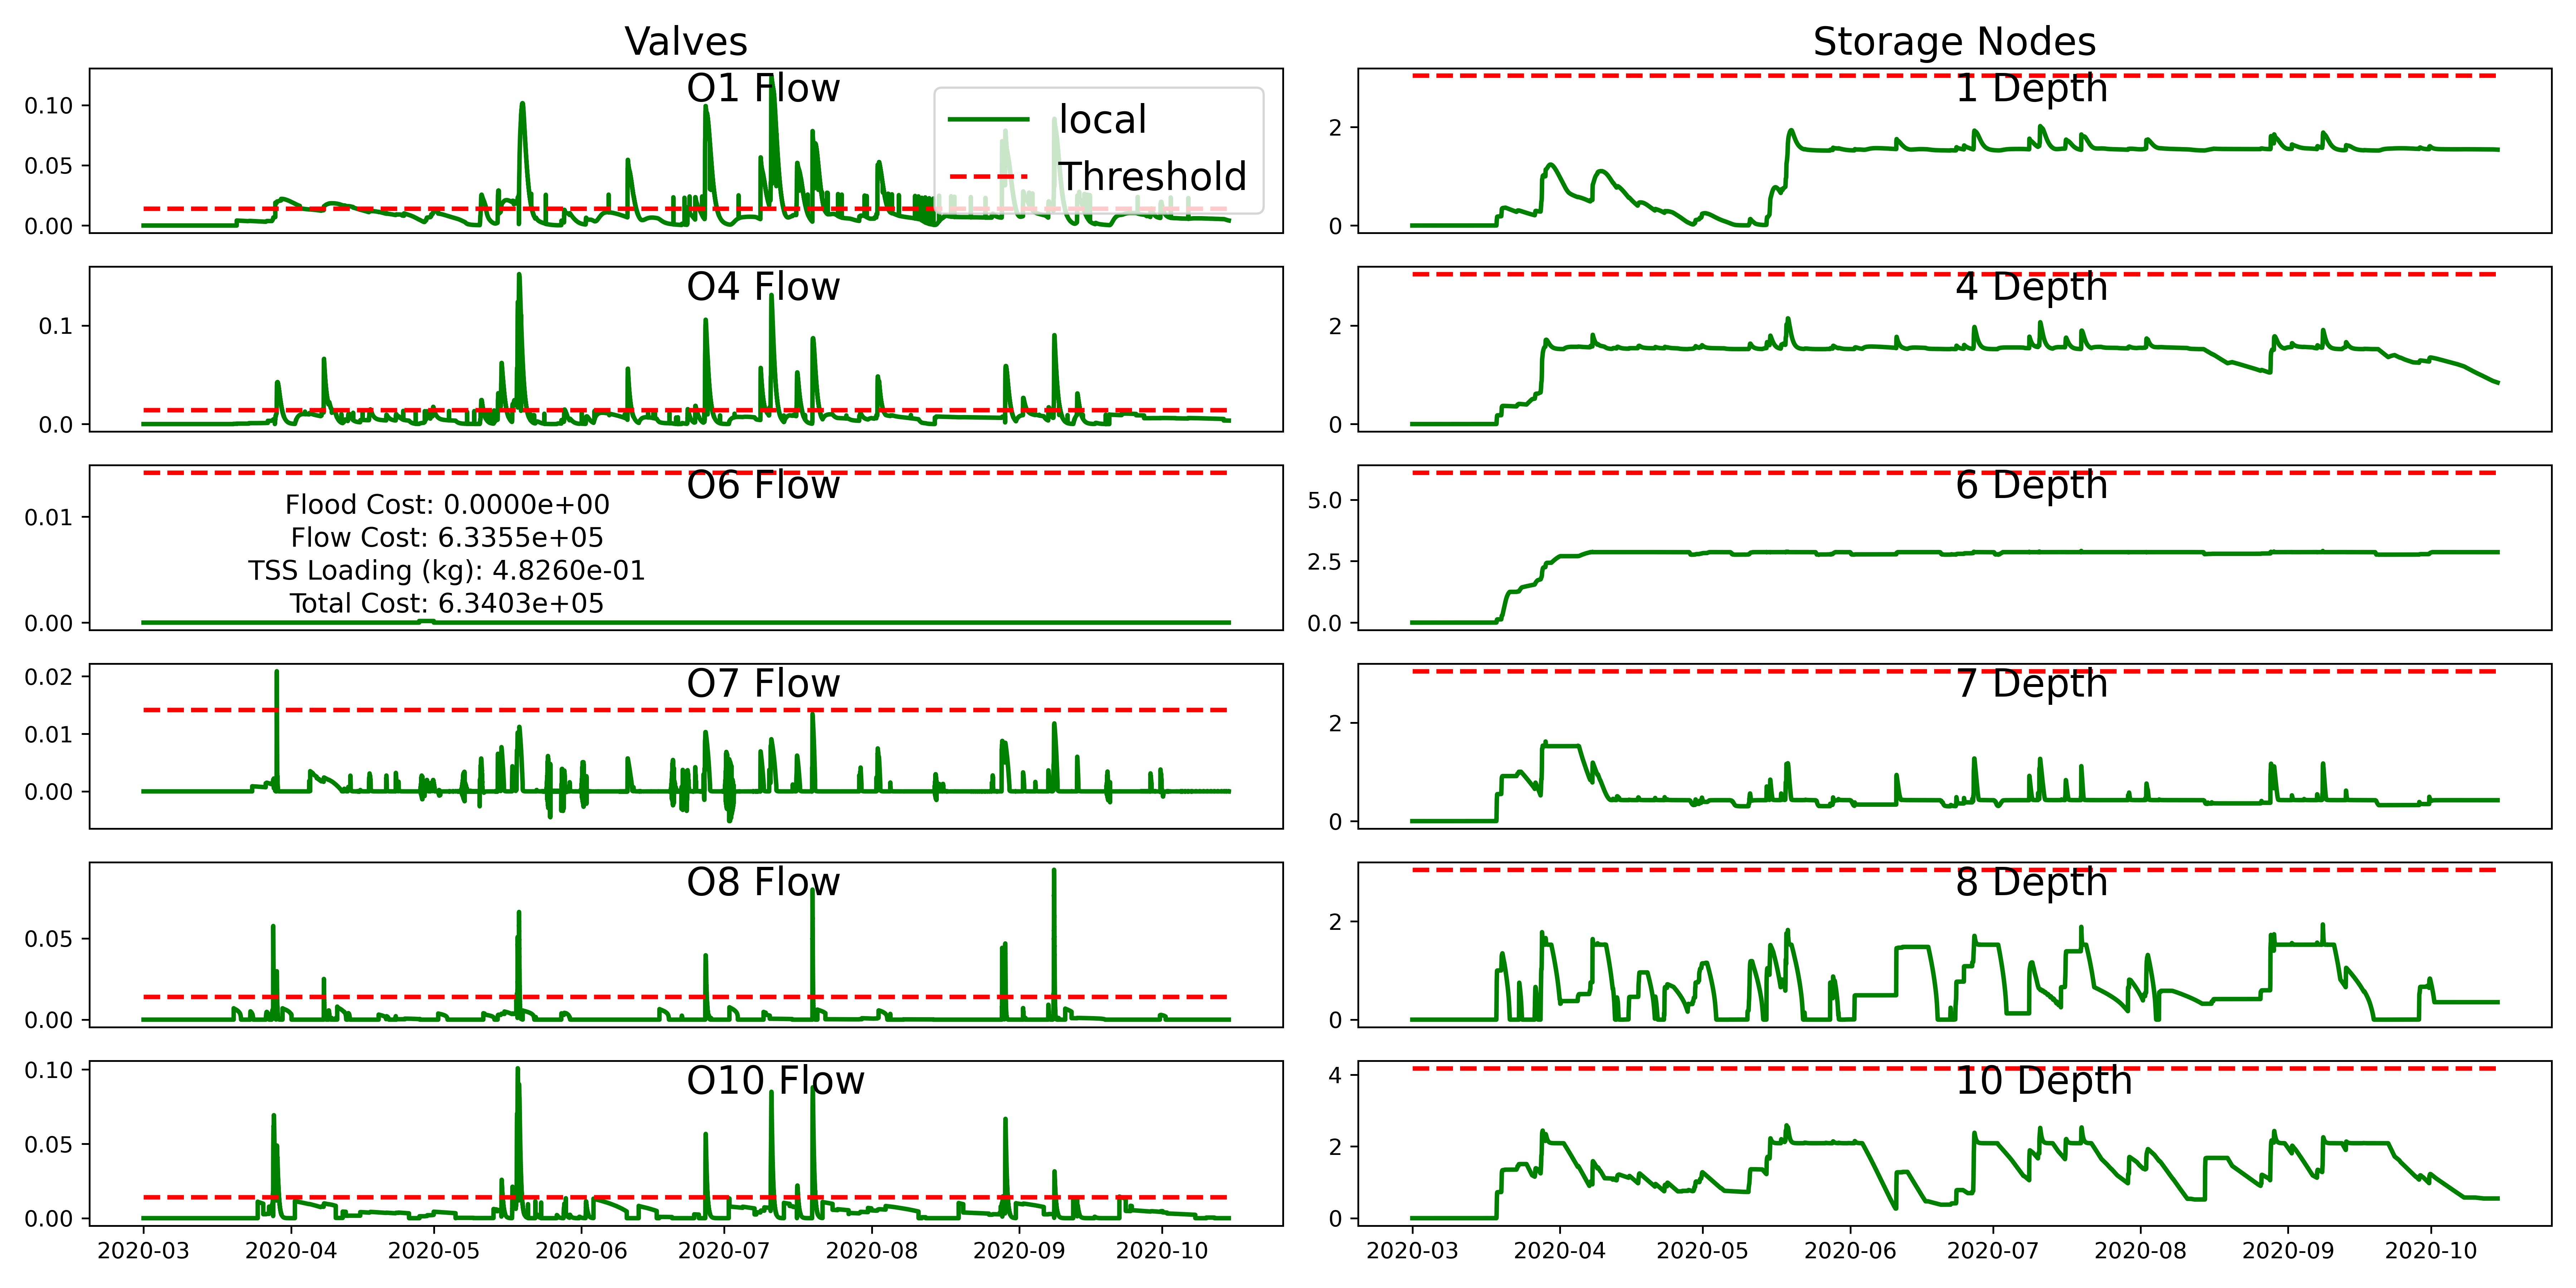 Valves
Storage Nodes
O1 Flow
local
Threshold
0.10
0.05
0.00
1 Depth
2
0
O4 Flow
0.1
0.0
4 Depth
2
0
O6 Flow
0.01
0.00
Flood Cost: 0.0000e+00
Flow Cost: 6.3355e+05
TSS Loading (kg): 4.8260e-01
Total Cost: 6.3403e+05
6 Depth
5.0
2.5
0.0
O7 Flow
0.02
0.01
0.00
7 Depth
2
0
O8 Flow
0.05
0.00
8 Depth
2
0
O10 Flow
0.10
0.05
0.00
10 Depth
4
2
0
2020-03 2020-04 2020-05 2020-06 2020-07 2020-08 2020-09 2020-10
2020-03 2020-04 2020-05 2020-06 2020-07 2020-08 2020-09 2020-10